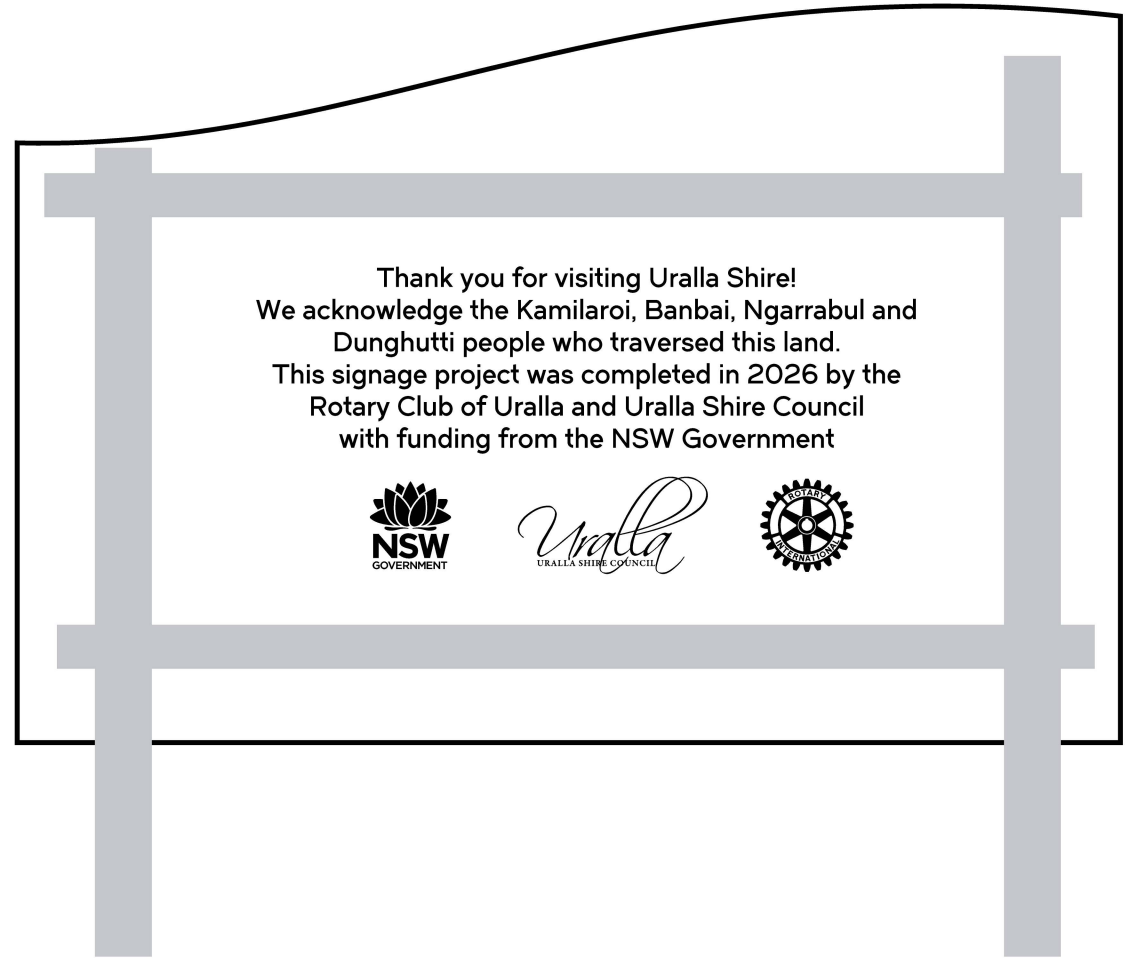 Thank you for visiting Uralla Shire!
We acknowledge the Kamilaroi, Banbai, Ngarrabul and
Dunghutti people who traversed this land.
This signage project was completed in 2026 by the
Rotary Club of Uralla and Uralla Shire Council
with funding from the NSW Government
NSW
GOVERNMENT
Uralla
URALLA SHIRE COUNCIL
ROTARY
INTERNATIONAL